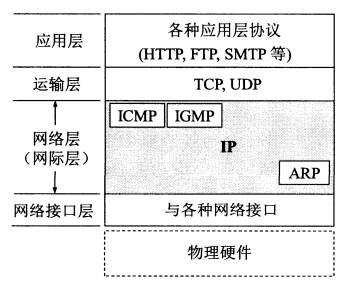 应用层
各种应用层协议
(HTTP, FTP, SMTP 等)
运输层
TCP, UDP
网络层
(网际层)
ICMP
IGMP
IP
ARP
网络接口层
与各种网络接口
物理硬件